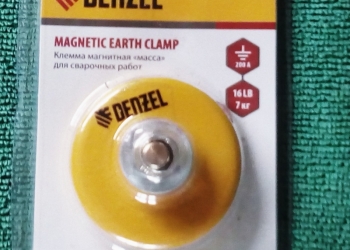 DENZEL
MAGNETIC EARTH CLAMP
Клемма магнитная «масса»
для сварочных работ
200 A
16 LB
7 кг
DENZEL